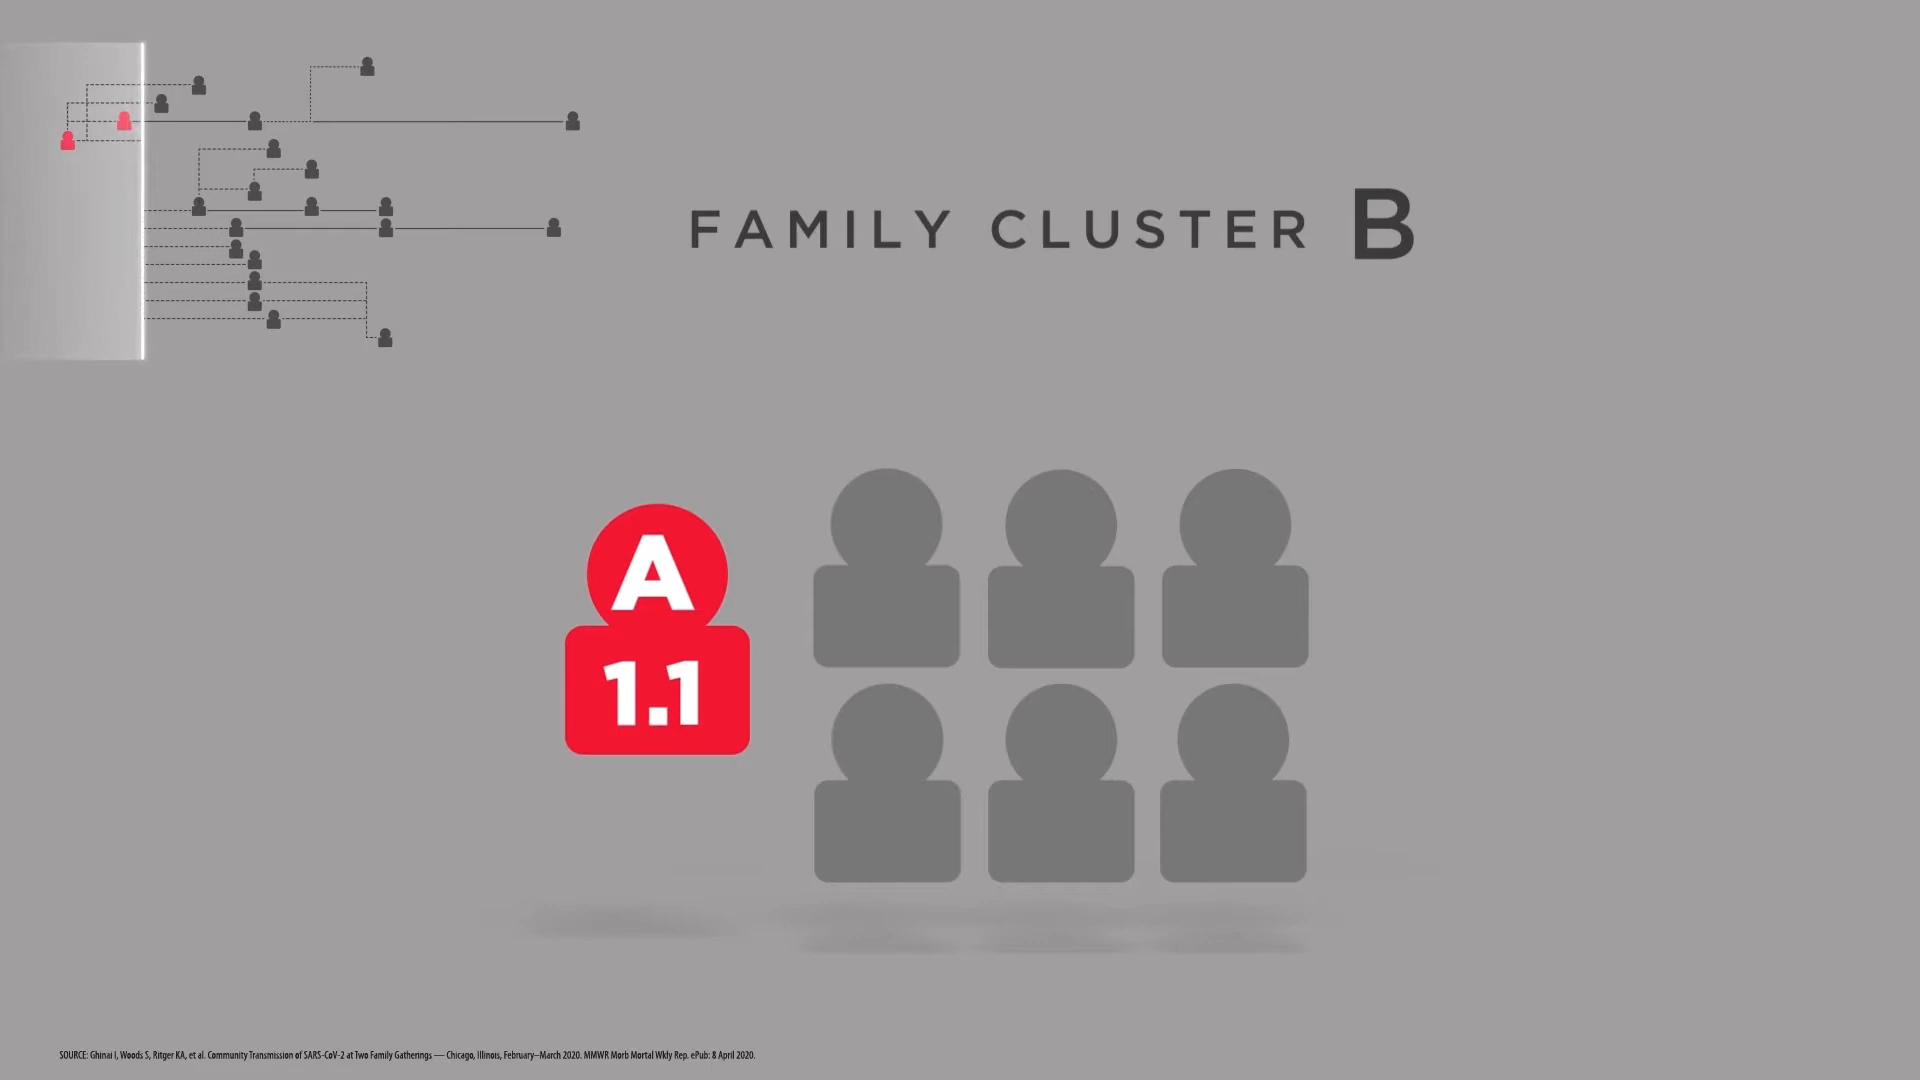 FAMILY CLUSTER B
A
1.1
SOURCE: Ghinai I, Woods S, Ritger KA, et al. Community Transmission of SARS-CoV-2 at Two Family Gatherings — Chicago, Illinois, February–March 2020. MMWR Morb Mortal Wkly Rep. ePub: 8 April 2020.